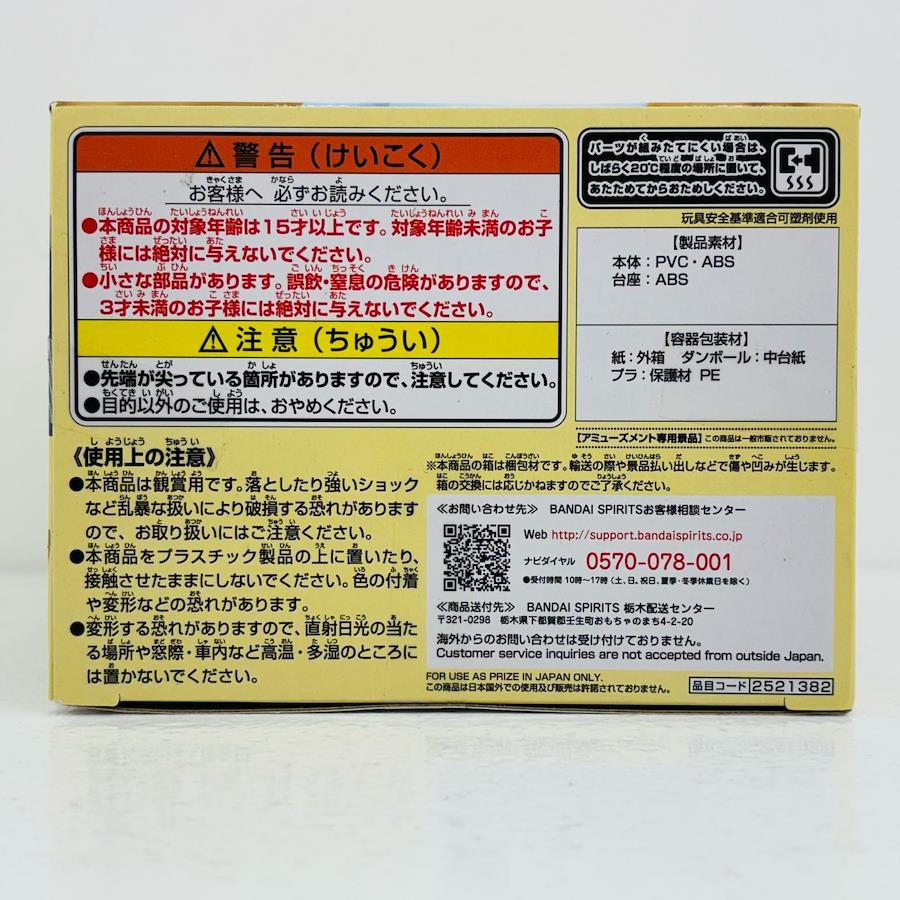 ⚠警告（けいこく）
お客様へ 必ずお読みください。
●本商品の対象年齢は15才以上です。対象年齢未満のお子
様には絶対に与えないでください。
●小さな部品があります。誤飲・窒息の危険がありますので、
3才未満のお子様には絶対に与えないでください。
⚠注意（ちゅうい）
●先端が尖っている箇所がありますので、注意してください。
●目的以外のご使用は、おやめください。
《使用上の注意》
●本商品は観賞用です。落としたり強いショック
など乱暴な扱いにより破損する恐れがあります
ので、お取り扱いにはご注意ください。
●本商品をプラスチック製品の上に置いたり、
接触させたままにしないでください。色の付着
や変形などの恐れがあります。
●変形する恐れがありますので、直射日光の当た
る場所や窓際・車内など高温・多湿のところに
は置かないでください。
パーツが組みたてにくい場合は、
しばらく20℃程度の場所に置いて、
あたためてからおためしください。
玩具安全基準適合可塑剤使用
【製品素材】
本体：PVC・ABS
台座：ABS
【容器包装材】
紙：外箱 ダンボール：中台紙
プラ：保護材 PE
【アミューズメント専用景品】この商品は一般市販されておりません。
※本商品の箱は梱包材です。輸送の際や景品払い出しなどで傷や凹みが生じます。
箱の交換には応じかねますのでご了承ください。
≪お問い合わせ先≫ BANDAI SPIRITSお客様相談センター
Web http://support.bandaispirits.co.jp
ナビダイヤル 0570-078-001
●受付時間 10時〜17時（土、日、祝日、夏季・冬季休業日を除く）
≪商品送付先≫ BANDAI SPIRITS 栃木配送センター
〒321-0298 栃木県下都賀郡壬生町おもちゃのまち4-2-20
海外からのお問い合わせは受け付けておりません。
Customer service inquiries are not accepted from outside Japan.
FOR USE AS PRIZE IN JAPAN ONLY.
この商品は日本国外での使用及び販売は許諾されておりません。
品目コード 2521382